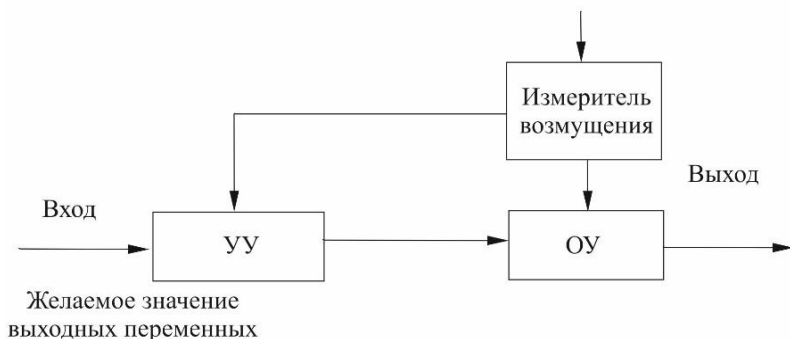 Измеритель
возмущения
Выход
Вход
УУ
ОУ
Желаемое значение
выходных переменных